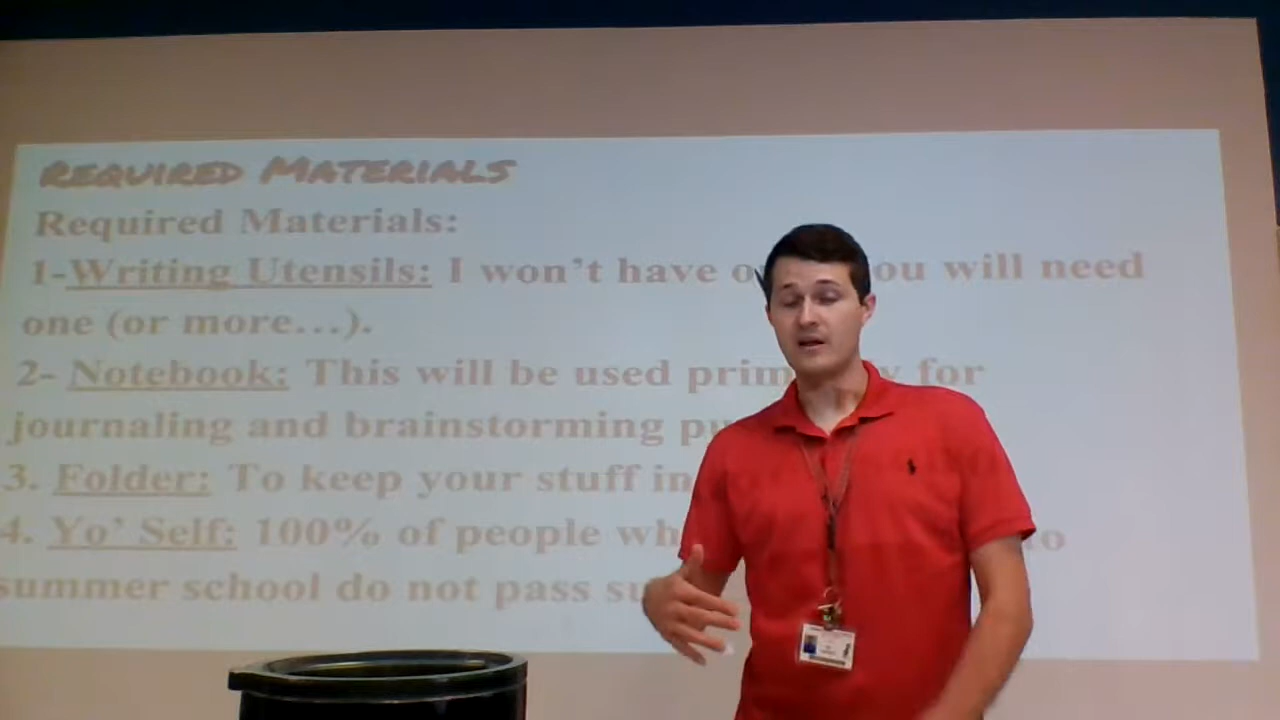 Required Materials
Required Materials:
1-Writing Utensils: I won't have ou will need
one (or more...).
2- Notebook: This will be used for
journaling and brainstorming
3. Folder: To keep your stuff in
4. Yo' Self: 100% of people
summer school do not pass